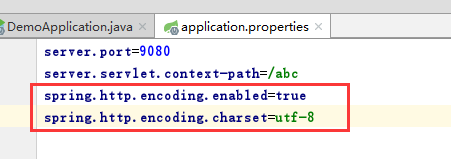 DemoApplication.java × application.properties ×
server.port=9080
server.servlet.context-path=/abc
spring.http.encoding.enabled=true
spring.http.encoding.charset=utf-8